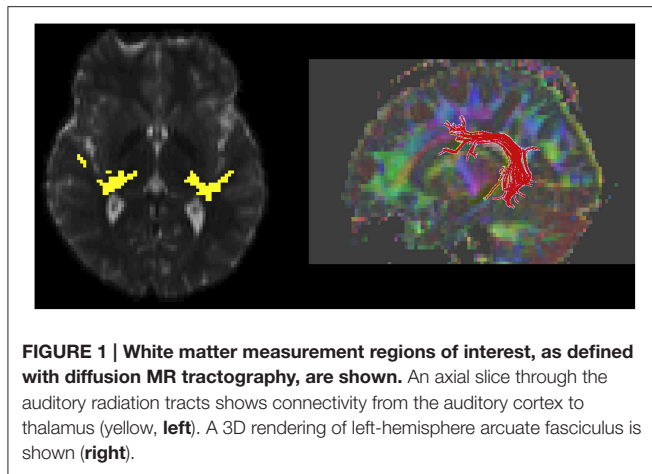 FIGURE 1 | White matter measurement regions of interest, as defined
with diffusion MR tractography, are shown. An axial slice through the
auditory radiation tracts shows connectivity from the auditory cortex to
thalamus (yellow, left). A 3D rendering of left-hemisphere arcuate fasciculus is
shown (right).